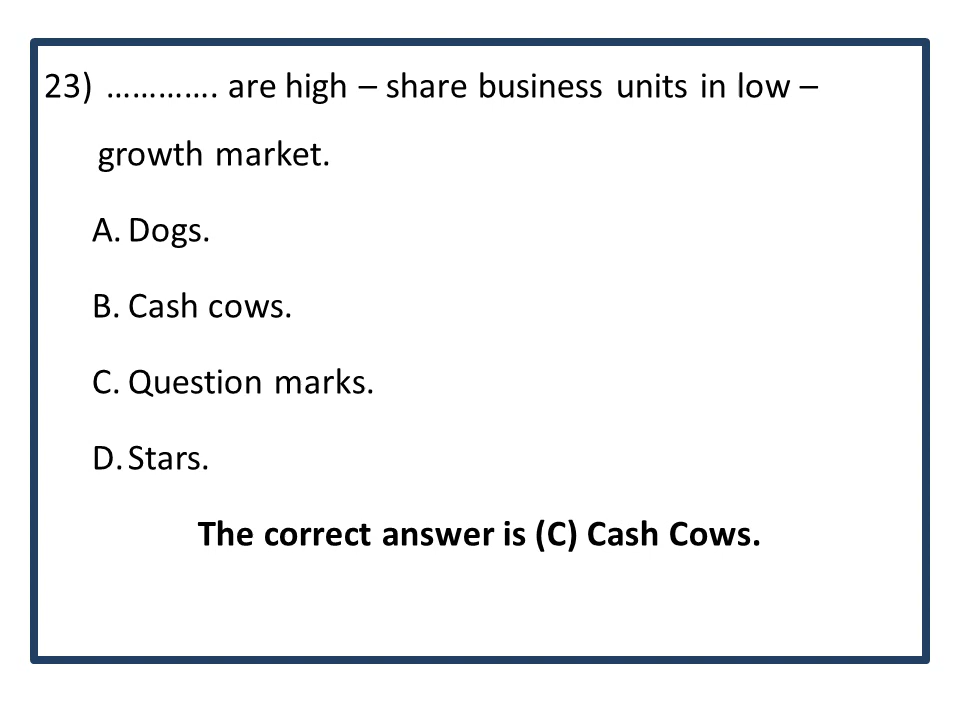 23) …………. are high – share business units in low –
growth market.
A. Dogs.
B. Cash cows.
C. Question marks.
D. Stars.
The correct answer is (C) Cash Cows.